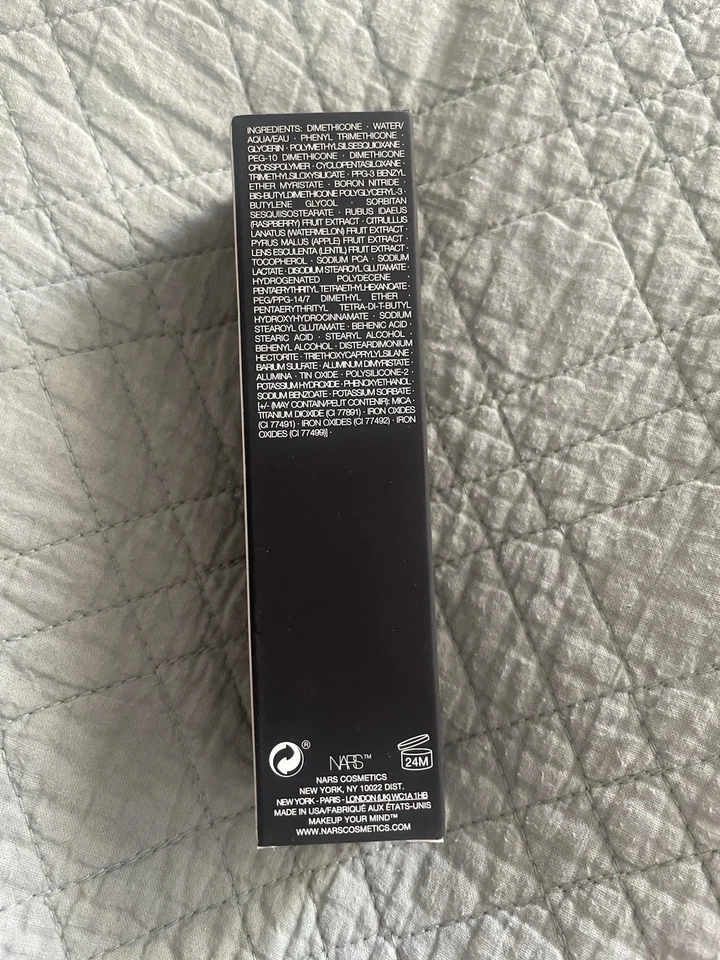 INGREDIENTS: DIMETHICONE · WATER/
AQUA/EAU · PHENYL TRIMETHICONE ·
GLYCERIN · POLYMETHYLSILSESQUIOXANE ·
PEG-10 DIMETHICONE · DIMETHICONE
CROSSPOLYMER · CYCLOPENTASILOXANE ·
TRIMETHYLSILOXYSILICATE · PPG-3 BENZYL
ETHER MYRISTATE · BORON NITRIDE ·
BIS-BUTYLDIMETHICONE POLYGLYCERYL-3 ·
BUTYLENE GLYCOL · SORBITAN
SESQUIISOSTEARATE · RUBUS IDAEUS
(RASPBERRY) FRUIT EXTRACT · CITRULLUS
LANATUS (WATERMELON) FRUIT EXTRACT ·
PYRUS MALUS (APPLE) FRUIT EXTRACT ·
LENS ESCULENTA (LENTIL) FRUIT EXTRACT ·
TOCOPHEROL · SODIUM PCA · SODIUM
LACTATE · DISODIUM STEAROYL GLUTAMATE ·
HYDROGENATED POLYDECENE ·
PENTAERYTHRITYL TETRAETHYLHEXANOATE ·
PEG/PPG-14/7 DIMETHYL ETHER ·
PENTAERYTHRITYL TETRA-DI-T-BUTYL
HYDROXYHYDROCINNAMATE · SODIUM
STEAROYL GLUTAMATE · BEHENIC ACID ·
STEARIC ACID · STEARYL ALCOHOL ·
BEHENYL ALCOHOL · DISTEARDIMONIUM
HECTORITE · TRIETHOXYCAPRYLYLSILANE ·
BARIUM SULFATE · ALUMINUM DIMYRISTATE ·
ALUMINA · TIN OXIDE · POLYSILICONE-2 ·
POTASSIUM HYDROXIDE · PHENOXYETHANOL ·
SODIUM BENZOATE · POTASSIUM SORBATE ·
[+/- (MAY CONTAIN/PEUT CONTENIR): MICA ·
TITANIUM DIOXIDE (CI 77891) · IRON OXIDES
(CI 77491) · IRON OXIDES (CI 77492) · IRON
OXIDES (CI 77499)] ·
®
NARS™
24M
NARS COSMETICS
NEW YORK, NY 10022 DIST.
NEW YORK - PARIS - LONDON (UK) WC1A 1HB
MADE IN USA/FABRIQUÉ AUX ÉTATS-UNIS
MAKEUP YOUR MIND™
WWW.NARSCOSMETICS.COM